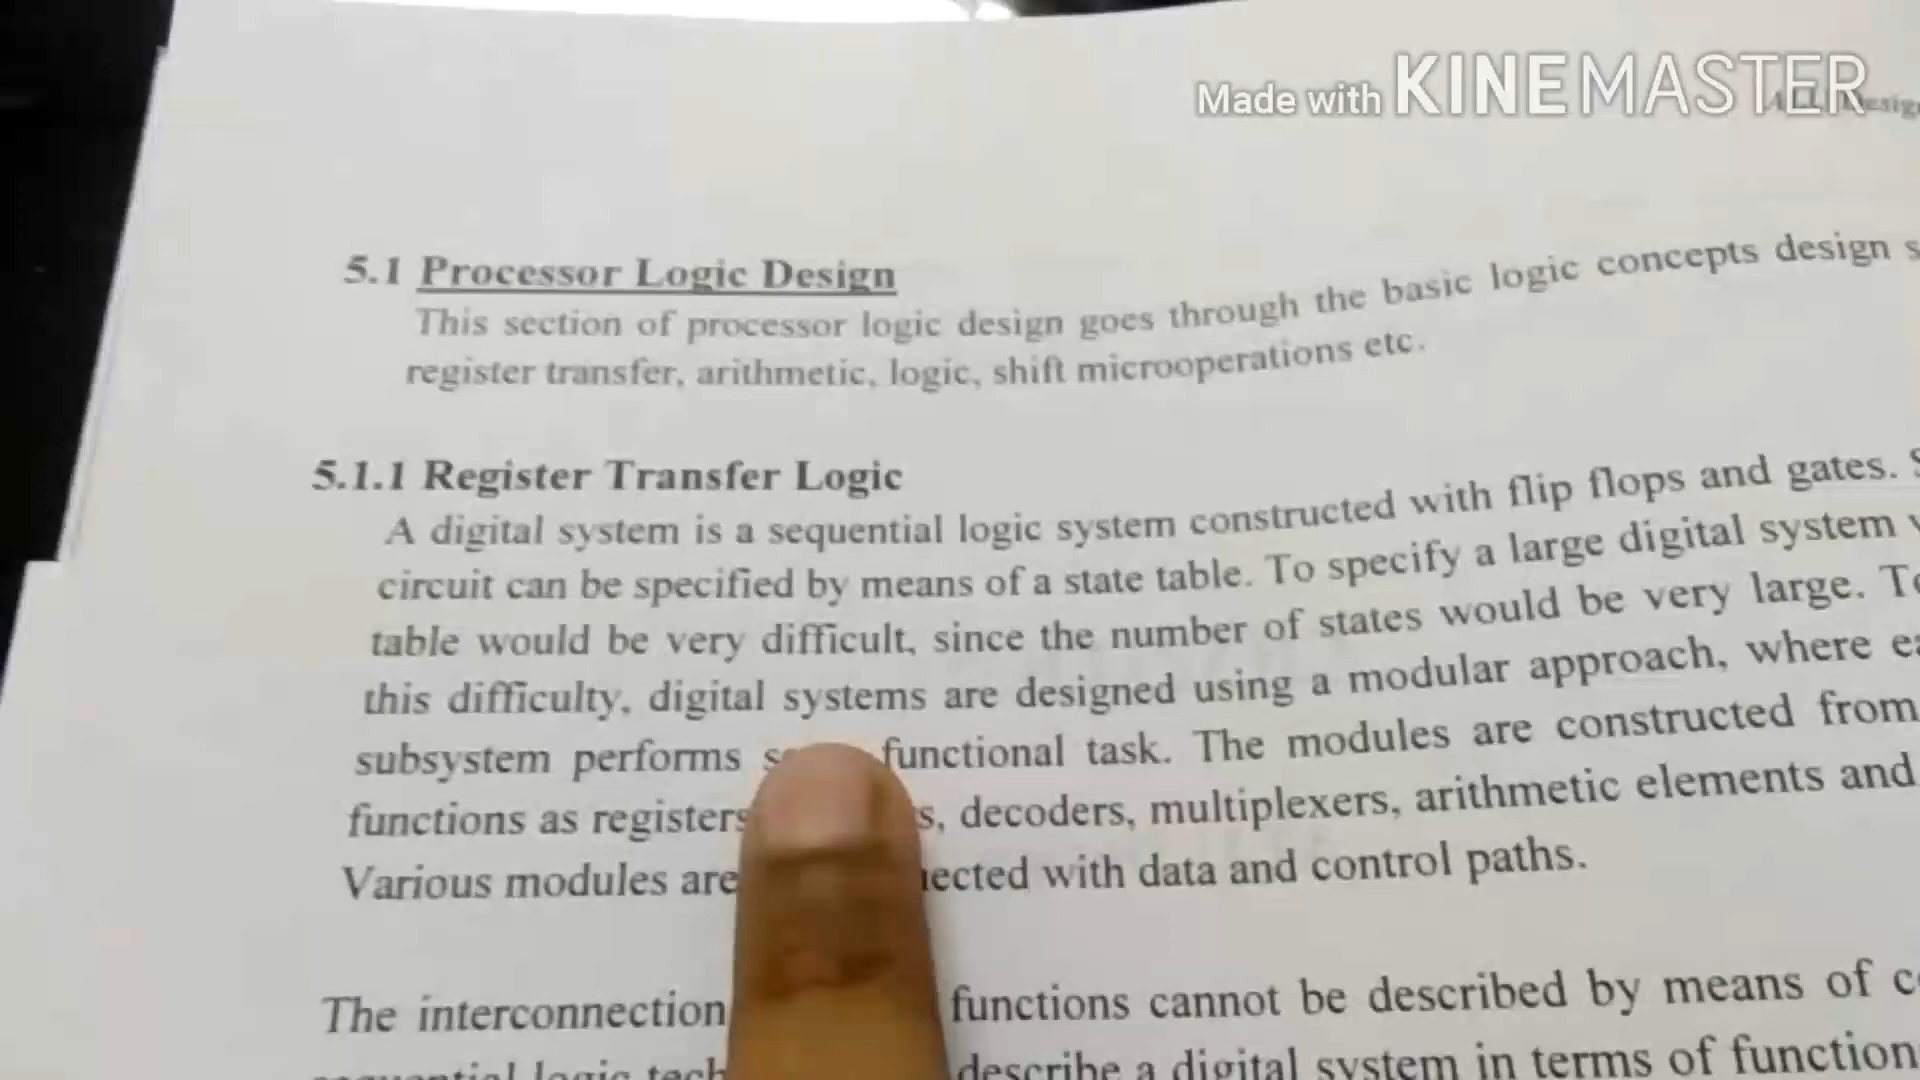 Made with KINEMASTER
5.1 Processor Logic Design
This section of processor logic design goes through the basic logic concepts design
register transfer, arithmetic, logic, shift microoperations etc.
5.1.1 Register Transfer Logic
A digital system is a sequential logic system constructed with flip flops and gates.
circuit can be specified by means of a state table. To specify a large digital system
table would be very difficult, since the number of states would be very large.
this difficulty, digital systems are designed using a modular approach, where
subsystem performs functional task. The modules are constructed from
functions as registers decoders, multiplexers, arithmetic elements and
Various modules are with data and control paths.
The interconnection functions cannot be described by means of
logic describe a digital system in terms of